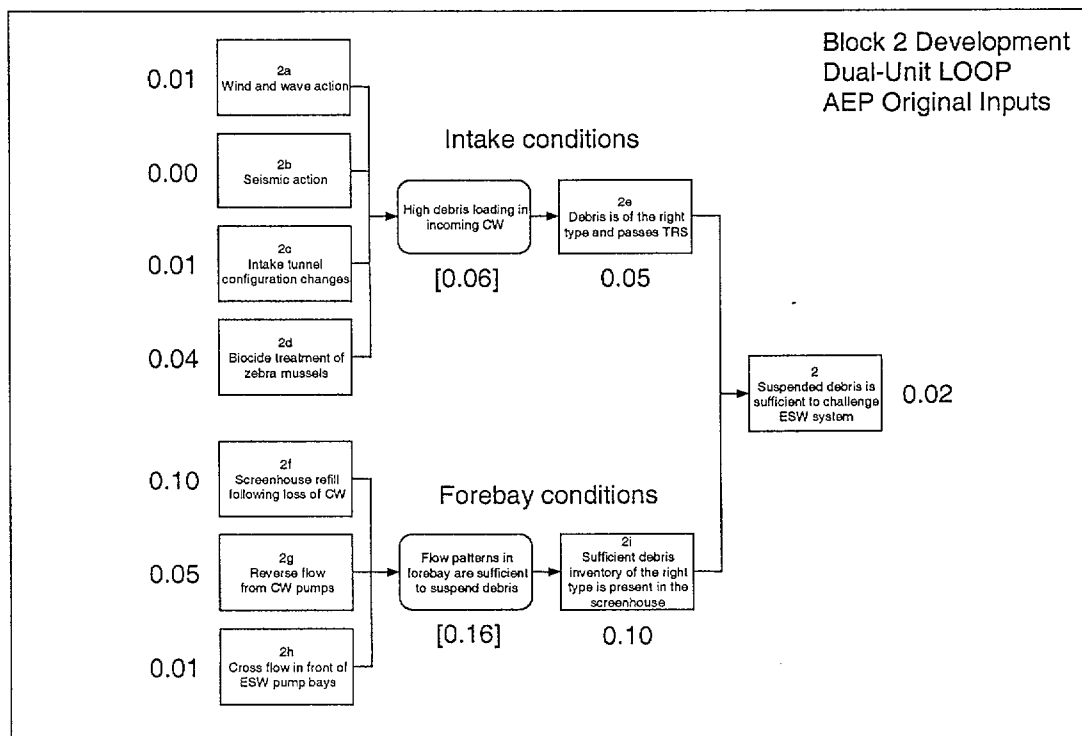 Block 2 Development
Dual-Unit LOOP
AEP Original Inputs
0.01
2a
Wind and wave action
0.00
2b
Seismic action
0.01
2c
Intake tunnel
configuration changes
0.04
2d
Biocide treatment of
zebra mussels
Intake conditions
High debris loading in
incoming CW
[0.06]
2e
Debris is of the right
type and passes TRS
0.05
0.10
2f
Screenhouse refill
following loss of CW
0.05
2g
Reverse flow
from CW pumps
0.01
2h
Cross flow in front of
ESW pump bays
Forebay conditions
Flow patterns in
forebay are sufficient
to suspend debris
[0.16]
2i
Sufficient debris
inventory of the right
type is present in the
screenhouse
0.10
2
Suspended debris is
sufficient to challenge
ESW system
0.02